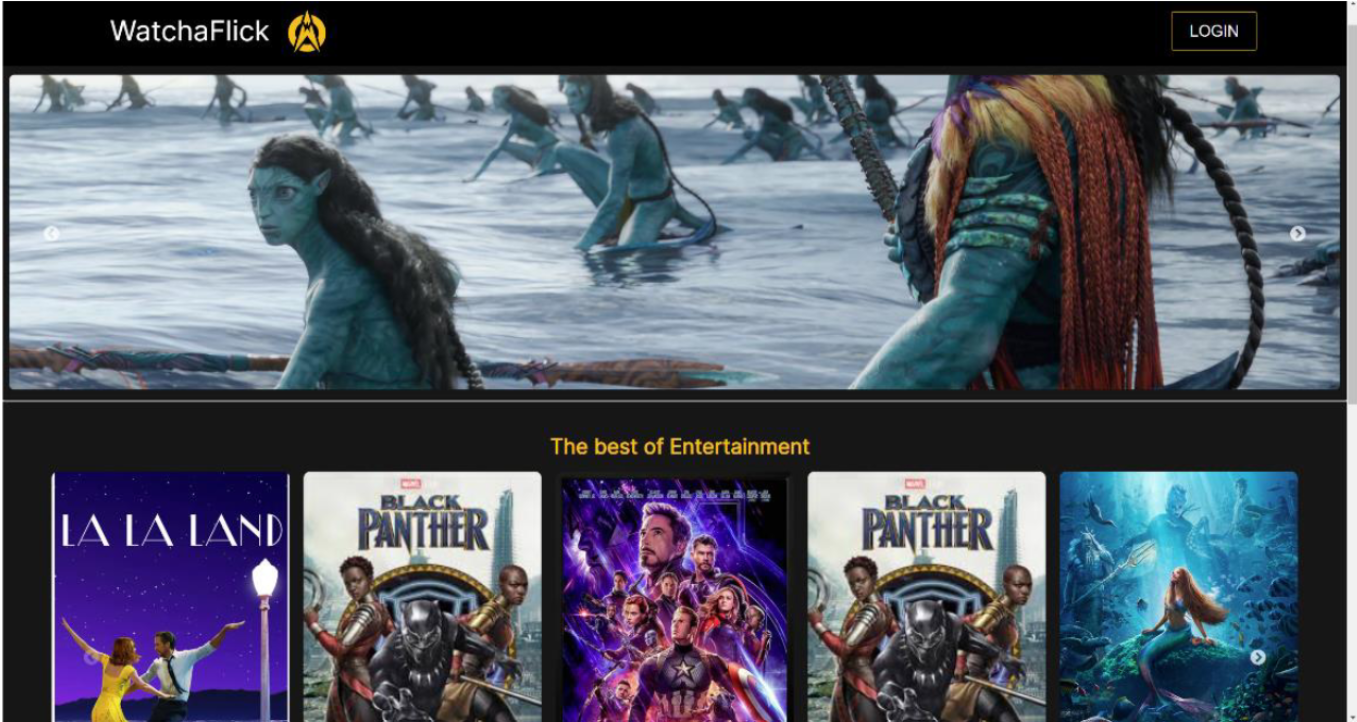 WatchaFlick
LOGIN
The best of Entertainment
LA LA LAND
MARVEL
BLACK
PANTHER
MARVEL
BLACK
PANTHER